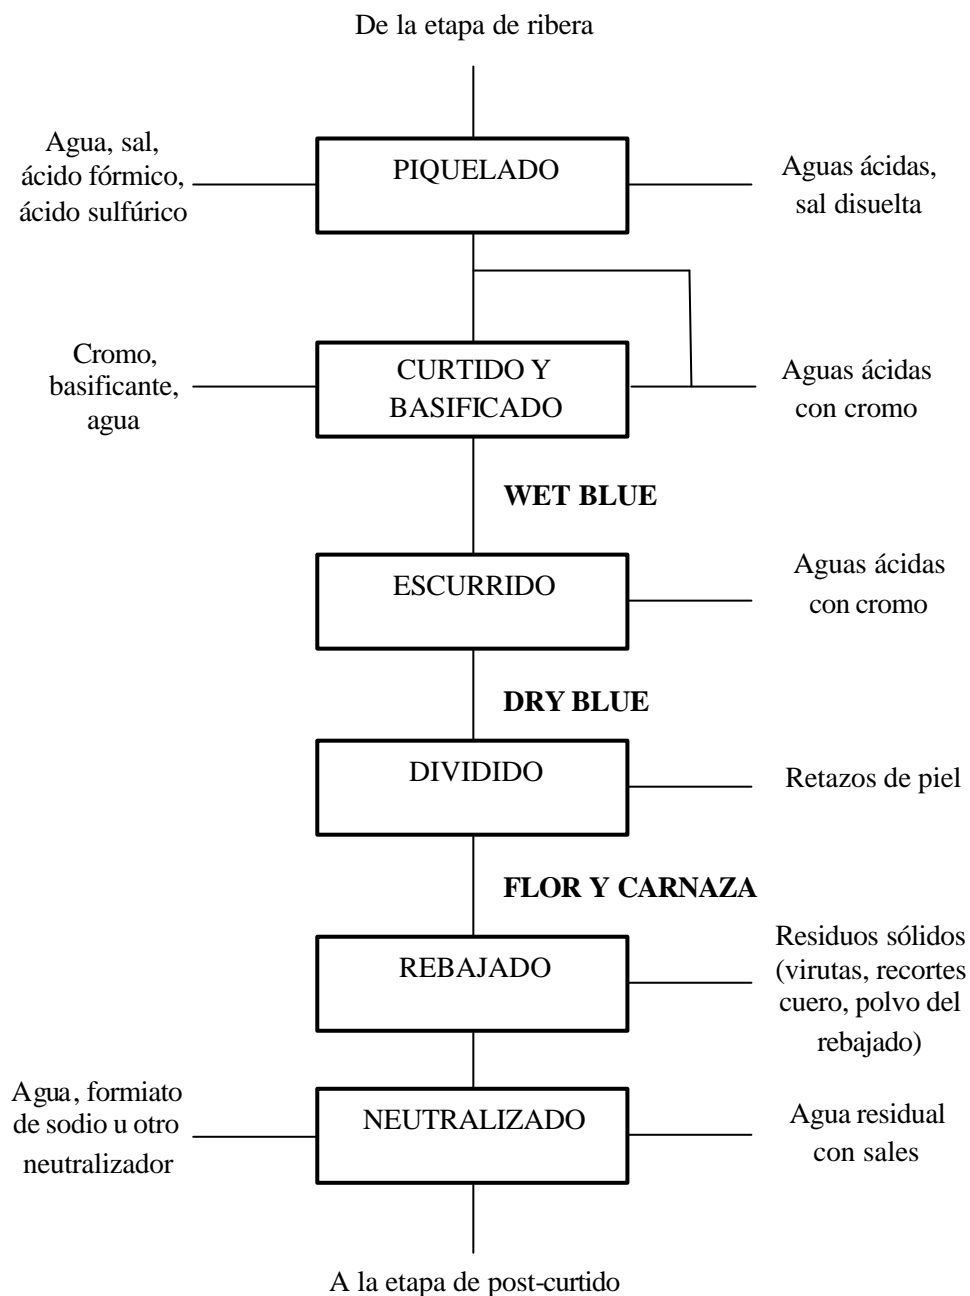 De la etapa de ribera
Agua, sal,
ácido fórmico,
ácido sulfúrico
PIQUELADO
Aguas ácidas,
sal disuelta
Cromo,
basificante,
agua
CURTIDO Y
BASIFICADO
Aguas ácidas
con cromo
WET BLUE
ESCURRIDO
Aguas ácidas
con cromo
DRY BLUE
DIVIDIDO
Retazos de piel
FLOR Y CARNAZA
REBAJADO
Residuos sólidos
(virutas, recortes
cuero, polvo del
rebajado)
Agua, formiato
de sodio u otro
neutralizador
NEUTRALIZADO
Agua residual
con sales
A la etapa de post-curtido